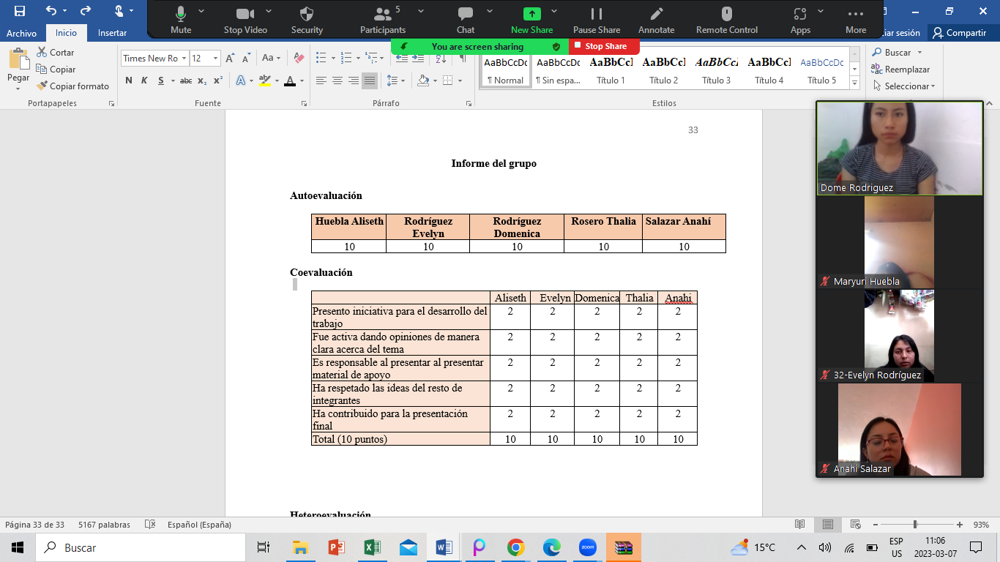 Mute
Stop Video
Security
Participants
5
Chat
New Share
Pause Share
Annotate
Remote Control
Apps
More
You are screen sharing
Stop Share
Archivo
Inicio
Insertar
iar sesión
Compartir
Pegar
Cortar
Copiar
Copiar formato
Portapapeles
Times New Ro
12
Aa
N K S abc x₂ x²
Fuente
Párrafo
AaBbCcDc
¶ Normal
AaBbCcDc
¶ Sin espa...
AaBbCcI
Título 1
AaBbCcI
Título 2
AaBbCcI
Título 3
AaBbCcI
Título 4
AaBbCcDc
Título 5
Estilos
Buscar
Reemplazar
Seleccionar
33
Informe del grupo
Autoevaluación
Huebla Aliseth Rodríguez Evelyn Rodríguez Domenica Rosero Thalia Salazar Anahí
10 10 10 10 10
Coevaluación
Aliseth Evelyn Domenica Thalia Anahi
Presento iniciativa para el desarrollo del 2 2 2 2 2
trabajo
Fue activa dando opiniones de manera 2 2 2 2 2
clara acerca del tema
Es responsable al presentar al presentar 2 2 2 2 2
material de apoyo
Ha respetado las ideas del resto de 2 2 2 2 2
integrantes
Ha contribuido para la presentación 2 2 2 2 2
final
Total (10 puntos) 10 10 10 10 10
Heteroevaluación
Dome Rodriguez
Maryuri Huebla
32-Evelyn Rodríguez
Anahi Salazar
Página 33 de 33
5167 palabras
Español (España)
93%
Buscar
zoom
15°C
ESP
US
11:06
2023-03-07